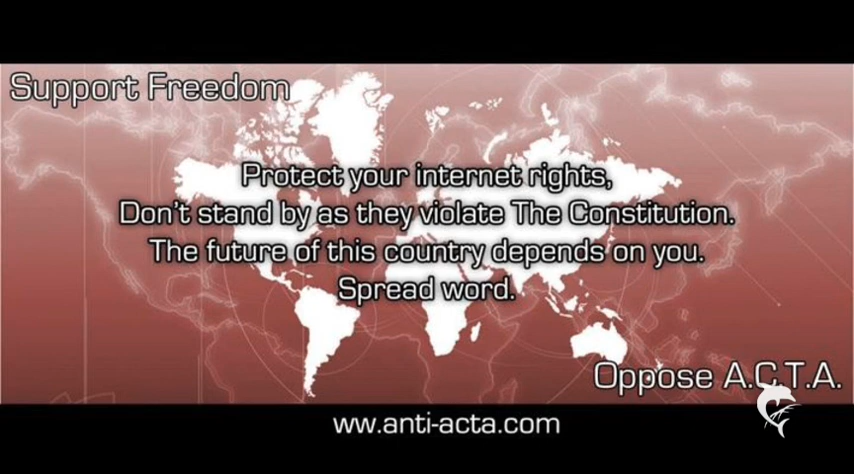 Support Freedom
Protect your internet rights,
Don't stand by as they violate The Constitution.
The future of this country depends on you.
Spread word.
Oppose A.C.T.A.
ww.anti-acta.com